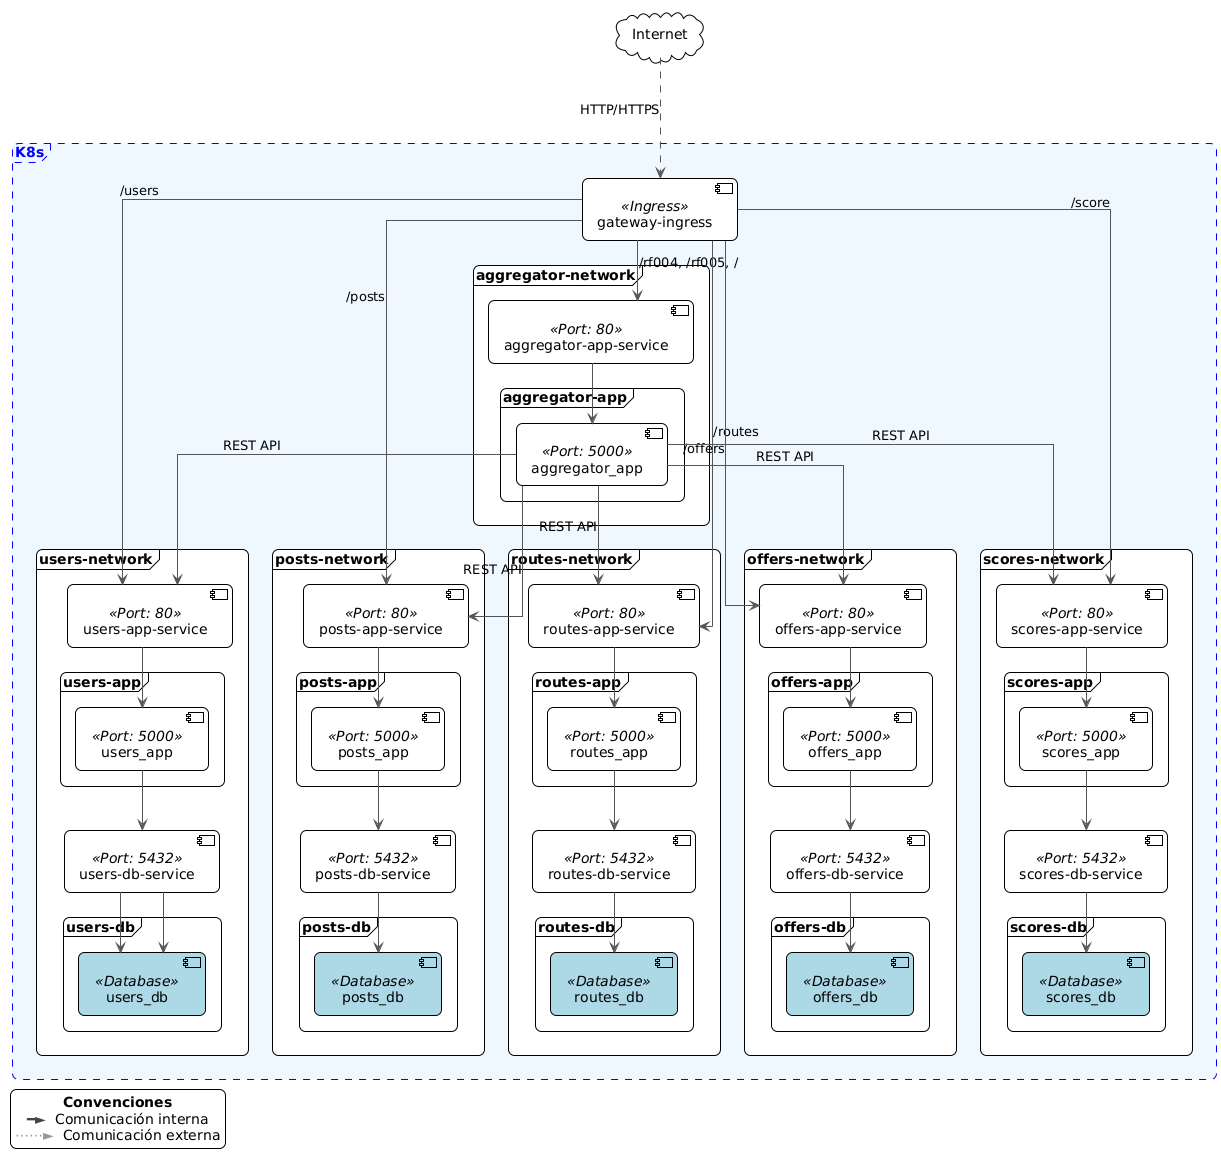 Internet
HTTP/HTTPS
K8s
/users
«Ingress»
gateway-ingress
/score
/rf004, /rf005, /
aggregator-network
/posts
«Port: 80»
aggregator-app-service
aggregator-app
/routes
REST API
REST API
/offers
«Port: 5000»
aggregator_app
REST API
REST API
REST API
users-network
posts-network
routes-network
offers-network
scores-network
«Port: 80»
users-app-service
«Port: 80»
posts-app-service
«Port: 80»
routes-app-service
«Port: 80»
offers-app-service
«Port: 80»
scores-app-service
users-app
posts-app
routes-app
offers-app
scores-app
«Port: 5000»
users_app
«Port: 5000»
posts_app
«Port: 5000»
routes_app
«Port: 5000»
offers_app
«Port: 5000»
scores_app
«Port: 5432»
users-db-service
«Port: 5432»
posts-db-service
«Port: 5432»
routes-db-service
«Port: 5432»
offers-db-service
«Port: 5432»
scores-db-service
users-db
posts-db
routes-db
offers-db
scores-db
«Database»
users_db
«Database»
posts_db
«Database»
routes_db
«Database»
offers_db
«Database»
scores_db
Convenciones
Comunicación interna
Comunicación externa